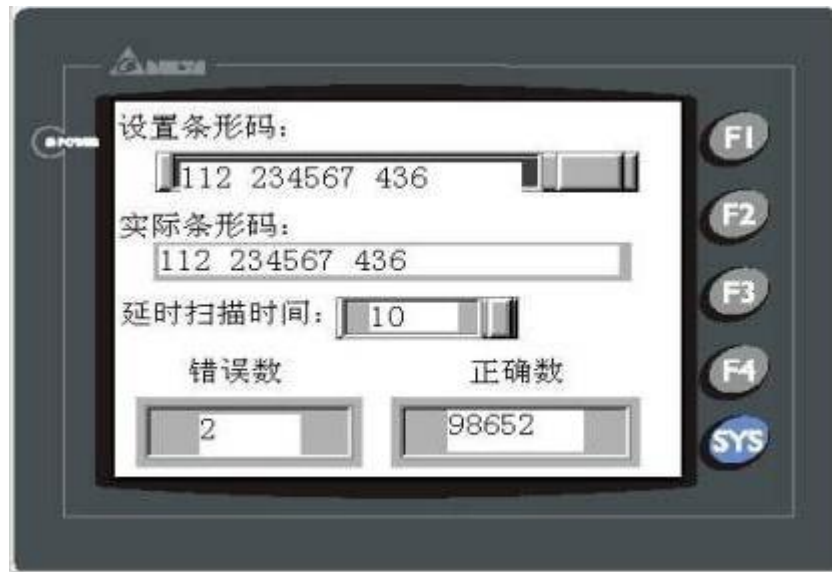 设置条形码：
112 234567 436
实际条形码：
112 234567 436
延时扫描时间： 10
错误数 正确数
2 98652
F1
F2
F3
F4
SYS